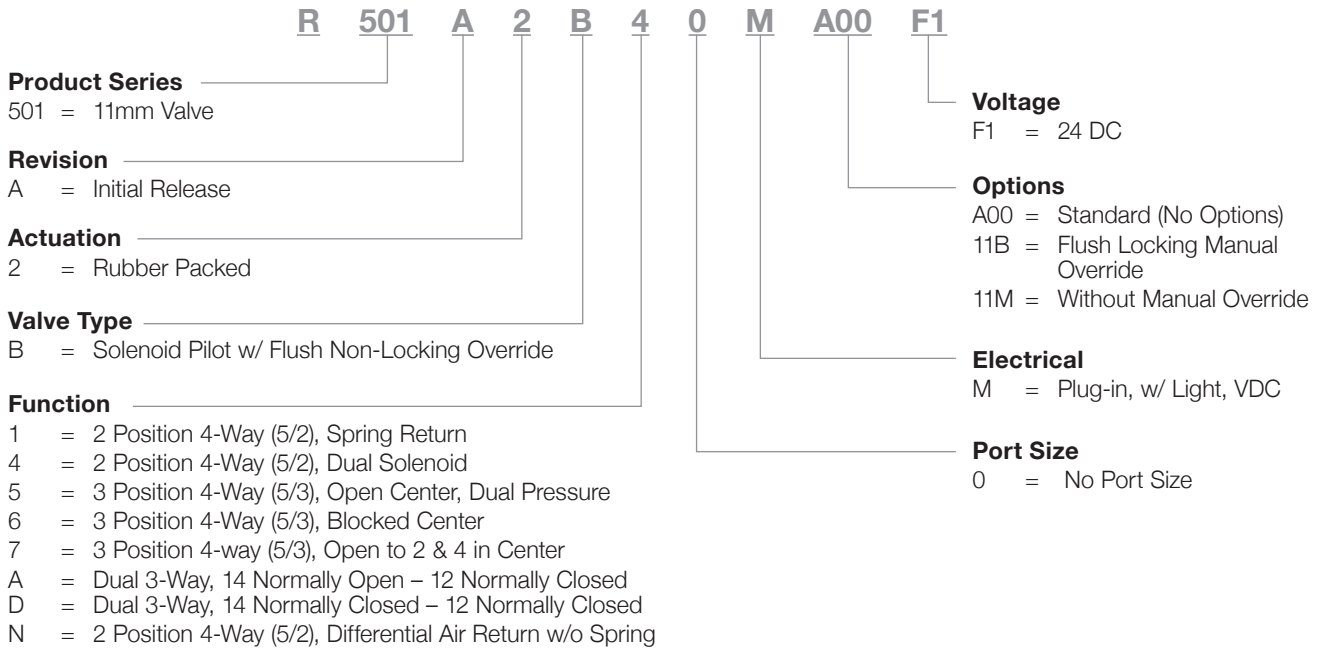 R 501 A 2 B 4 0 M A00 F1
Product Series
501 = 11mm Valve
Revision
A = Initial Release
Actuation
2 = Rubber Packed
Valve Type
B = Solenoid Pilot w/ Flush Non-Locking Override
Function
1 = 2 Position 4-Way (5/2), Spring Return
4 = 2 Position 4-Way (5/2), Dual Solenoid
5 = 3 Position 4-Way (5/3), Open Center, Dual Pressure
6 = 3 Position 4-Way (5/3), Blocked Center
7 = 3 Position 4-way (5/3), Open to 2 & 4 in Center
A = Dual 3-Way, 14 Normally Open – 12 Normally Closed
D = Dual 3-Way, 14 Normally Closed – 12 Normally Closed
N = 2 Position 4-Way (5/2), Differential Air Return w/o Spring
Voltage
F1 = 24 DC
Options
A00 = Standard (No Options)
11B = Flush Locking Manual
Override
11M = Without Manual Override
Electrical
M = Plug-in, w/ Light, VDC
Port Size
0 = No Port Size